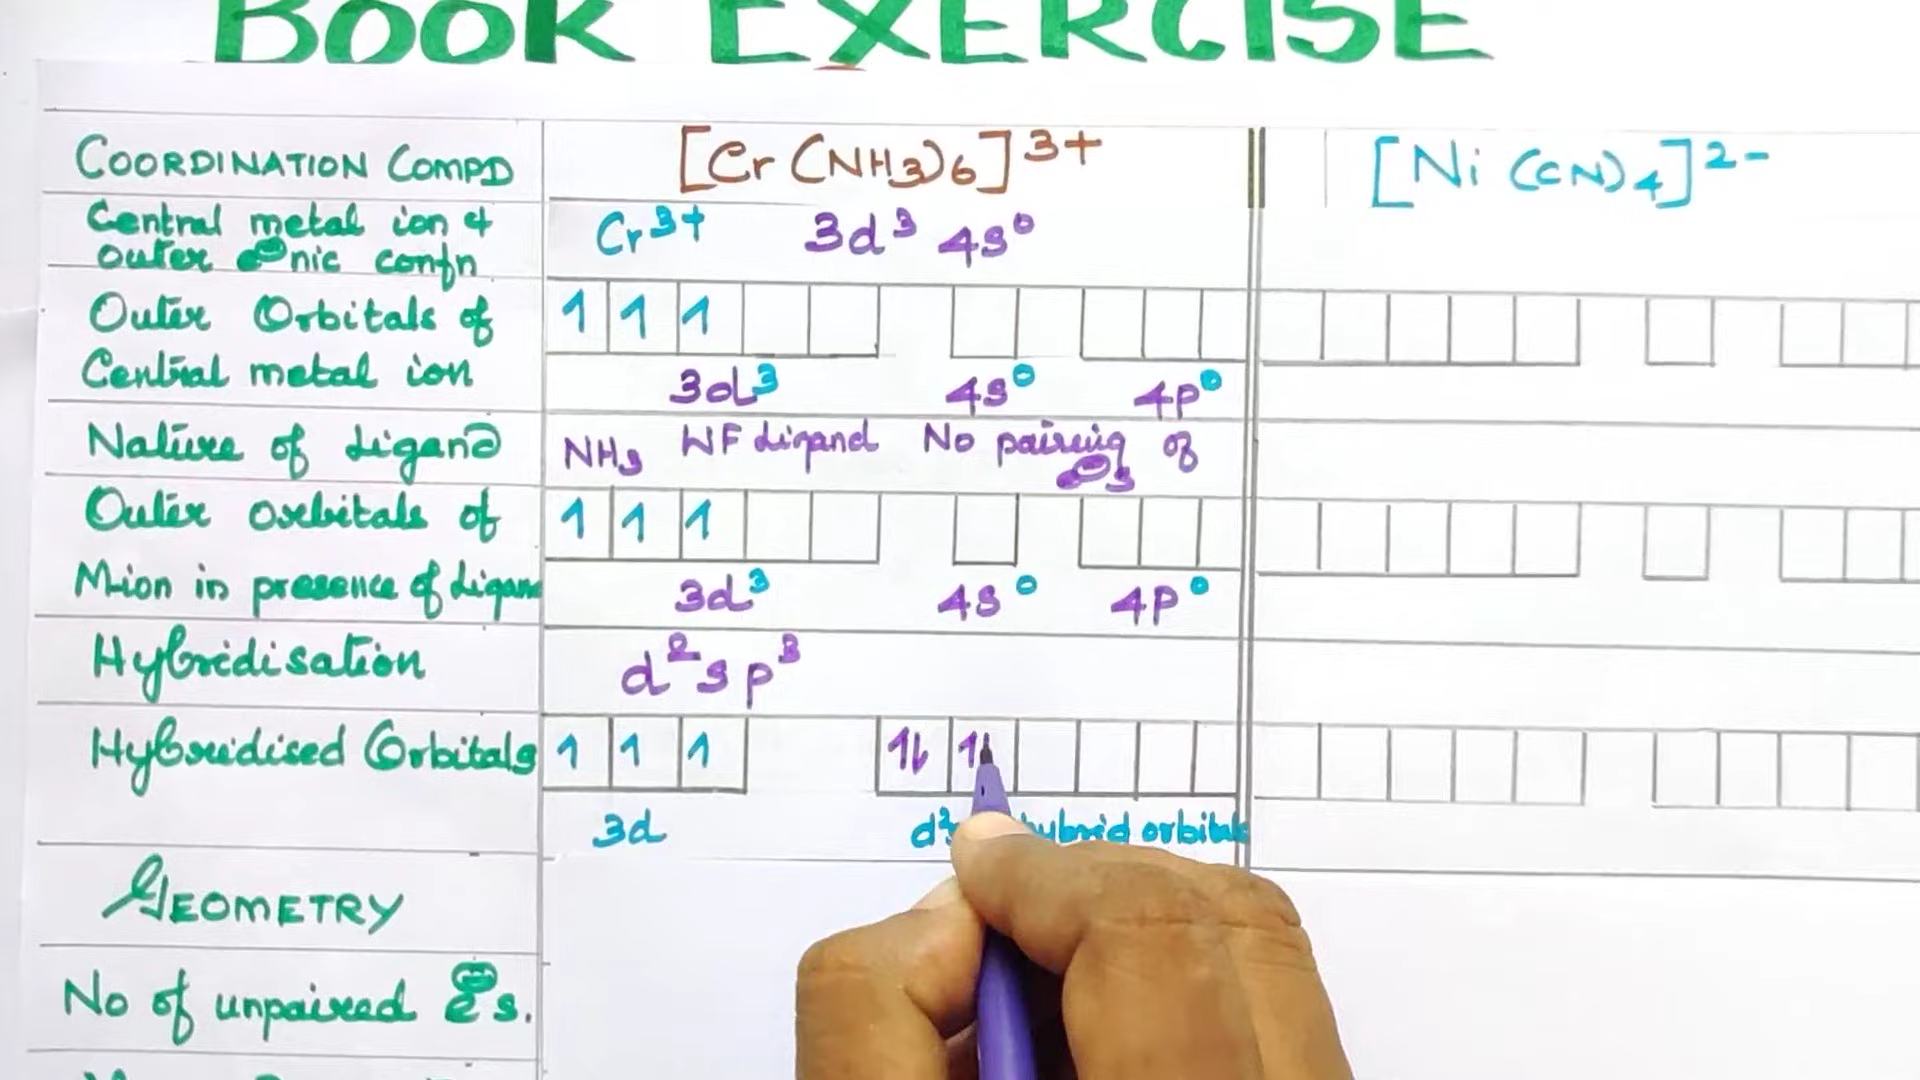 BOOK EXERCISE
COORDINATION COMPD
[Cr(NH3)6]3+
[Ni(CN)4]2-
Central metal ion &
outer e⊖nic confn
Cr3+ 3d3 4s0
Outer Orbitals of
Central metal ion
1 1 1
3d3 4s0 4p0
Nature of Ligand
NH3 WF Ligand No pairing of
e⊖s
Outer orbitals of
M-ion in presence of Ligand
1 1 1
3d3 4s0 4p0
Hybridisation
d2sp3
Hybridised Orbitals
1 1 1 1l 1l
3d
hybrid orbitals
GEOMETRY
No of unpaired e⊖s.